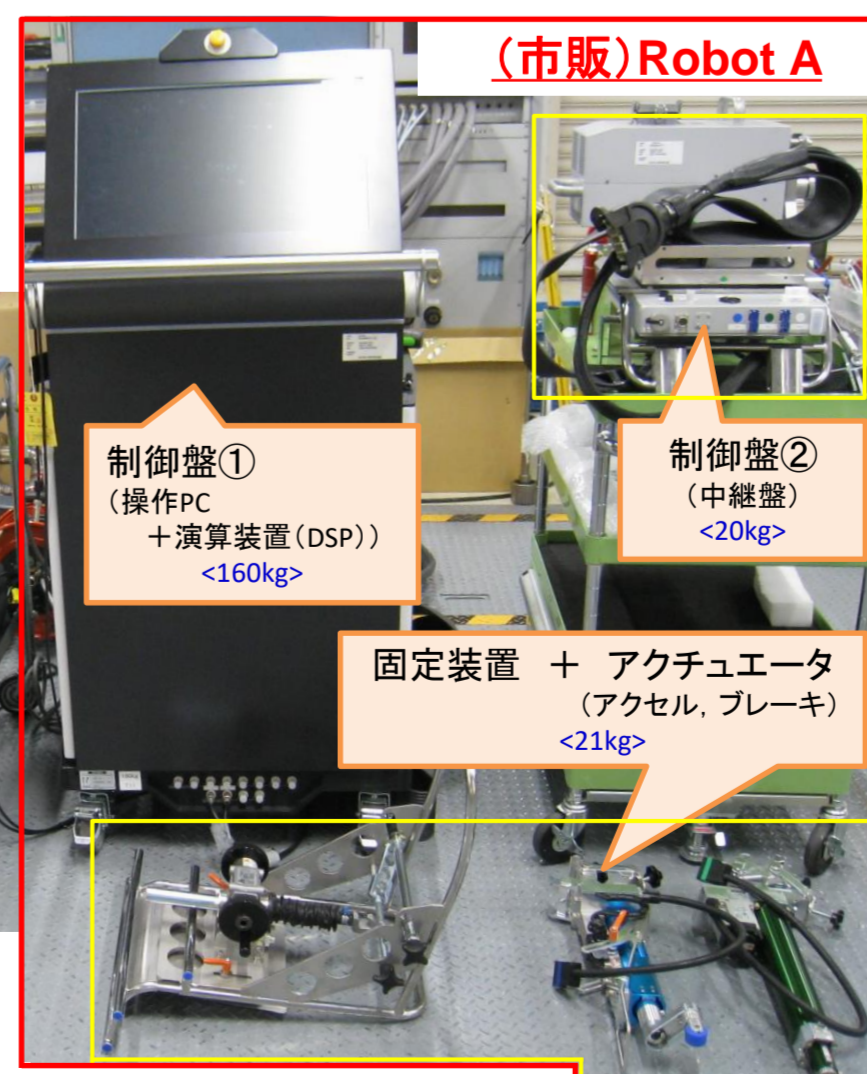 （市販）Robot A
制御盤①
（操作PC
＋演算装置（DSP））
<160kg>
制御盤②
（中継盤）
<20kg>
固定装置　＋　アクチュエータ
（アクセル，ブレーキ）
<21kg>